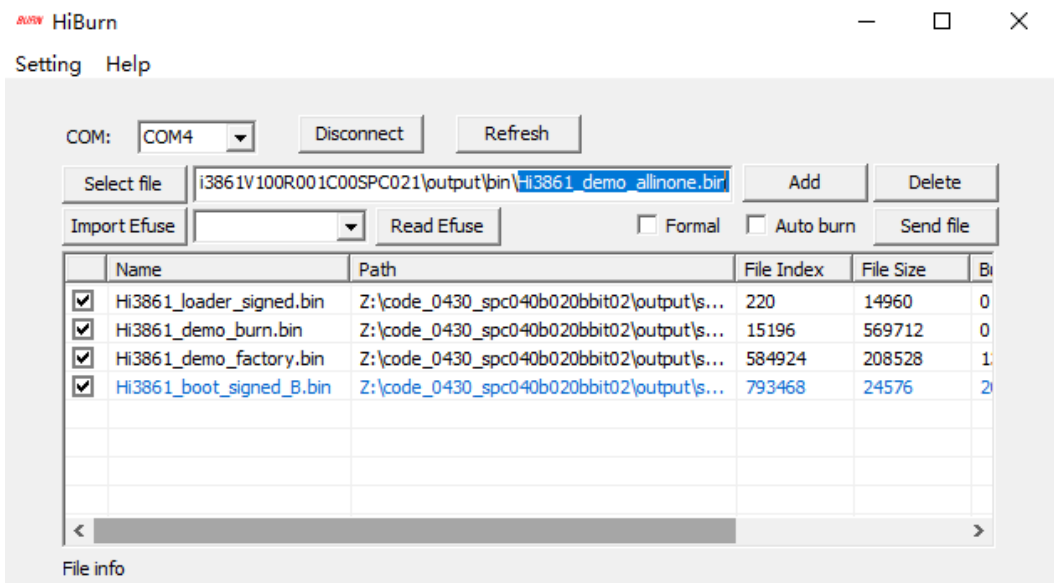 BURN HiBurn
Setting Help
COM: COM4 Disconnect Refresh
Select file i3861V100R001C00SPC021\output\bin\Hi3861_demo_allinone.bin Add Delete
Import Efuse Read Efuse Formal Auto burn Send file
Name Path File Index File Size
Hi3861_loader_signed.bin Z:\code_0430_spc040b020bbit02\output\s... 220 14960 0
Hi3861_demo_burn.bin Z:\code_0430_spc040b020bbit02\output\s... 15196 569712 0
Hi3861_demo_factory.bin Z:\code_0430_spc040b020bbit02\output\s... 584924 208528
Hi3861_boot_signed_B.bin Z:\code_0430_spc040b020bbit02\output\s... 793468 24576
File info